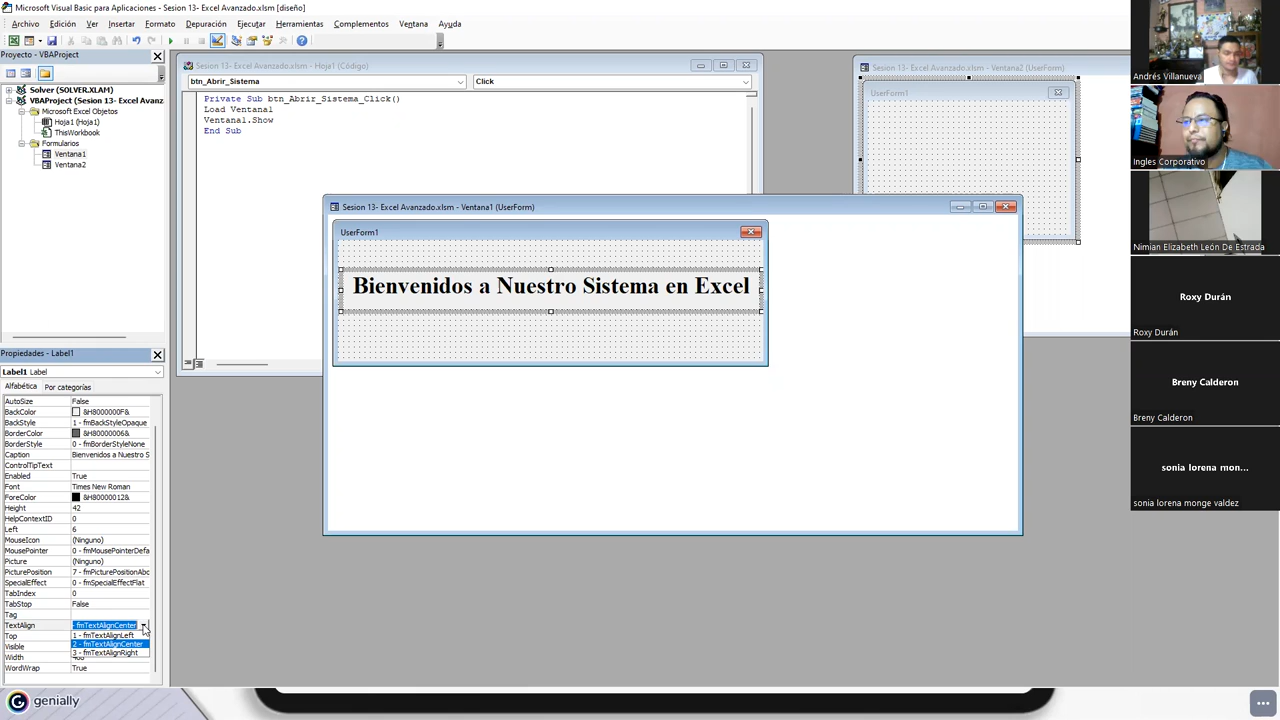 Microsoft Visual Basic para Aplicaciones - Sesion 13- Excel Avanzado.xlsm [diseño]
Archivo Edición Ver Insertar Formato Depuración Ejecutar Herramientas Complementos Ventana Ayuda
Proyecto - VBAProject
Solver (SOLVER.XLAM)
VBAProject (Sesion 13- Excel Avanz
Microsoft Excel Objetos
Hoja1 (Hoja1)
ThisWorkbook
Formularios
Ventana1
Ventana2
Sesion 13- Excel Avanzado.xlsm - Hoja1 (Código)
btn_Abrir_Sistema Click
Private Sub btn_Abrir_Sistema_Click()
Load Ventana1
Ventana1.Show
End Sub
Sesion 13- Excel Avanzado.xlsm - Ventana2 (UserForm)
UserForm1
Sesion 13- Excel Avanzado.xlsm - Ventana1 (UserForm)
UserForm1
Bienvenidos a Nuestro Sistema en Excel
Propiedades - Label1
Label1 Label
Alfabética Por categorías
AutoSize False
BackColor &H8000000F&
BackStyle 1 - fmBackStyleOpaque
BorderColor &H80000006&
BorderStyle 0 - fmBorderStyleNone
Caption Bienvenidos a Nuestro S
ControlTipText
Enabled True
Font Times New Roman
ForeColor &H80000012&
Height 42
HelpContextID 0
Left 6
MouseIcon (Ninguno)
MousePointer 0 - fmMousePointerDefa
Picture (Ninguno)
PicturePosition 7 - fmPicturePositionAbo
SpecialEffect 0 - fmSpecialEffectFlat
TabIndex 0
TabStop False
Tag
TextAlign - fmTextAlignCenter
Top 1 - fmTextAlignLeft
Visible 2 - fmTextAlignCenter
3 - fmTextAlignRight
Width
WordWrap True
Andrés Villanueva
Ingles Corporativo
Nimian Elizabeth León De Estrada
Roxy Durán
Roxy Durán
Breny Calderon
Breny Calderon
sonia lorena mon...
sonia lorena monge valdez
genially